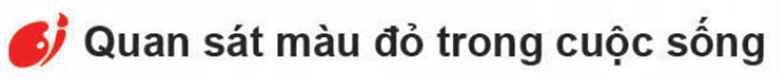 Quan sát màu đỏ trong cuộc sống